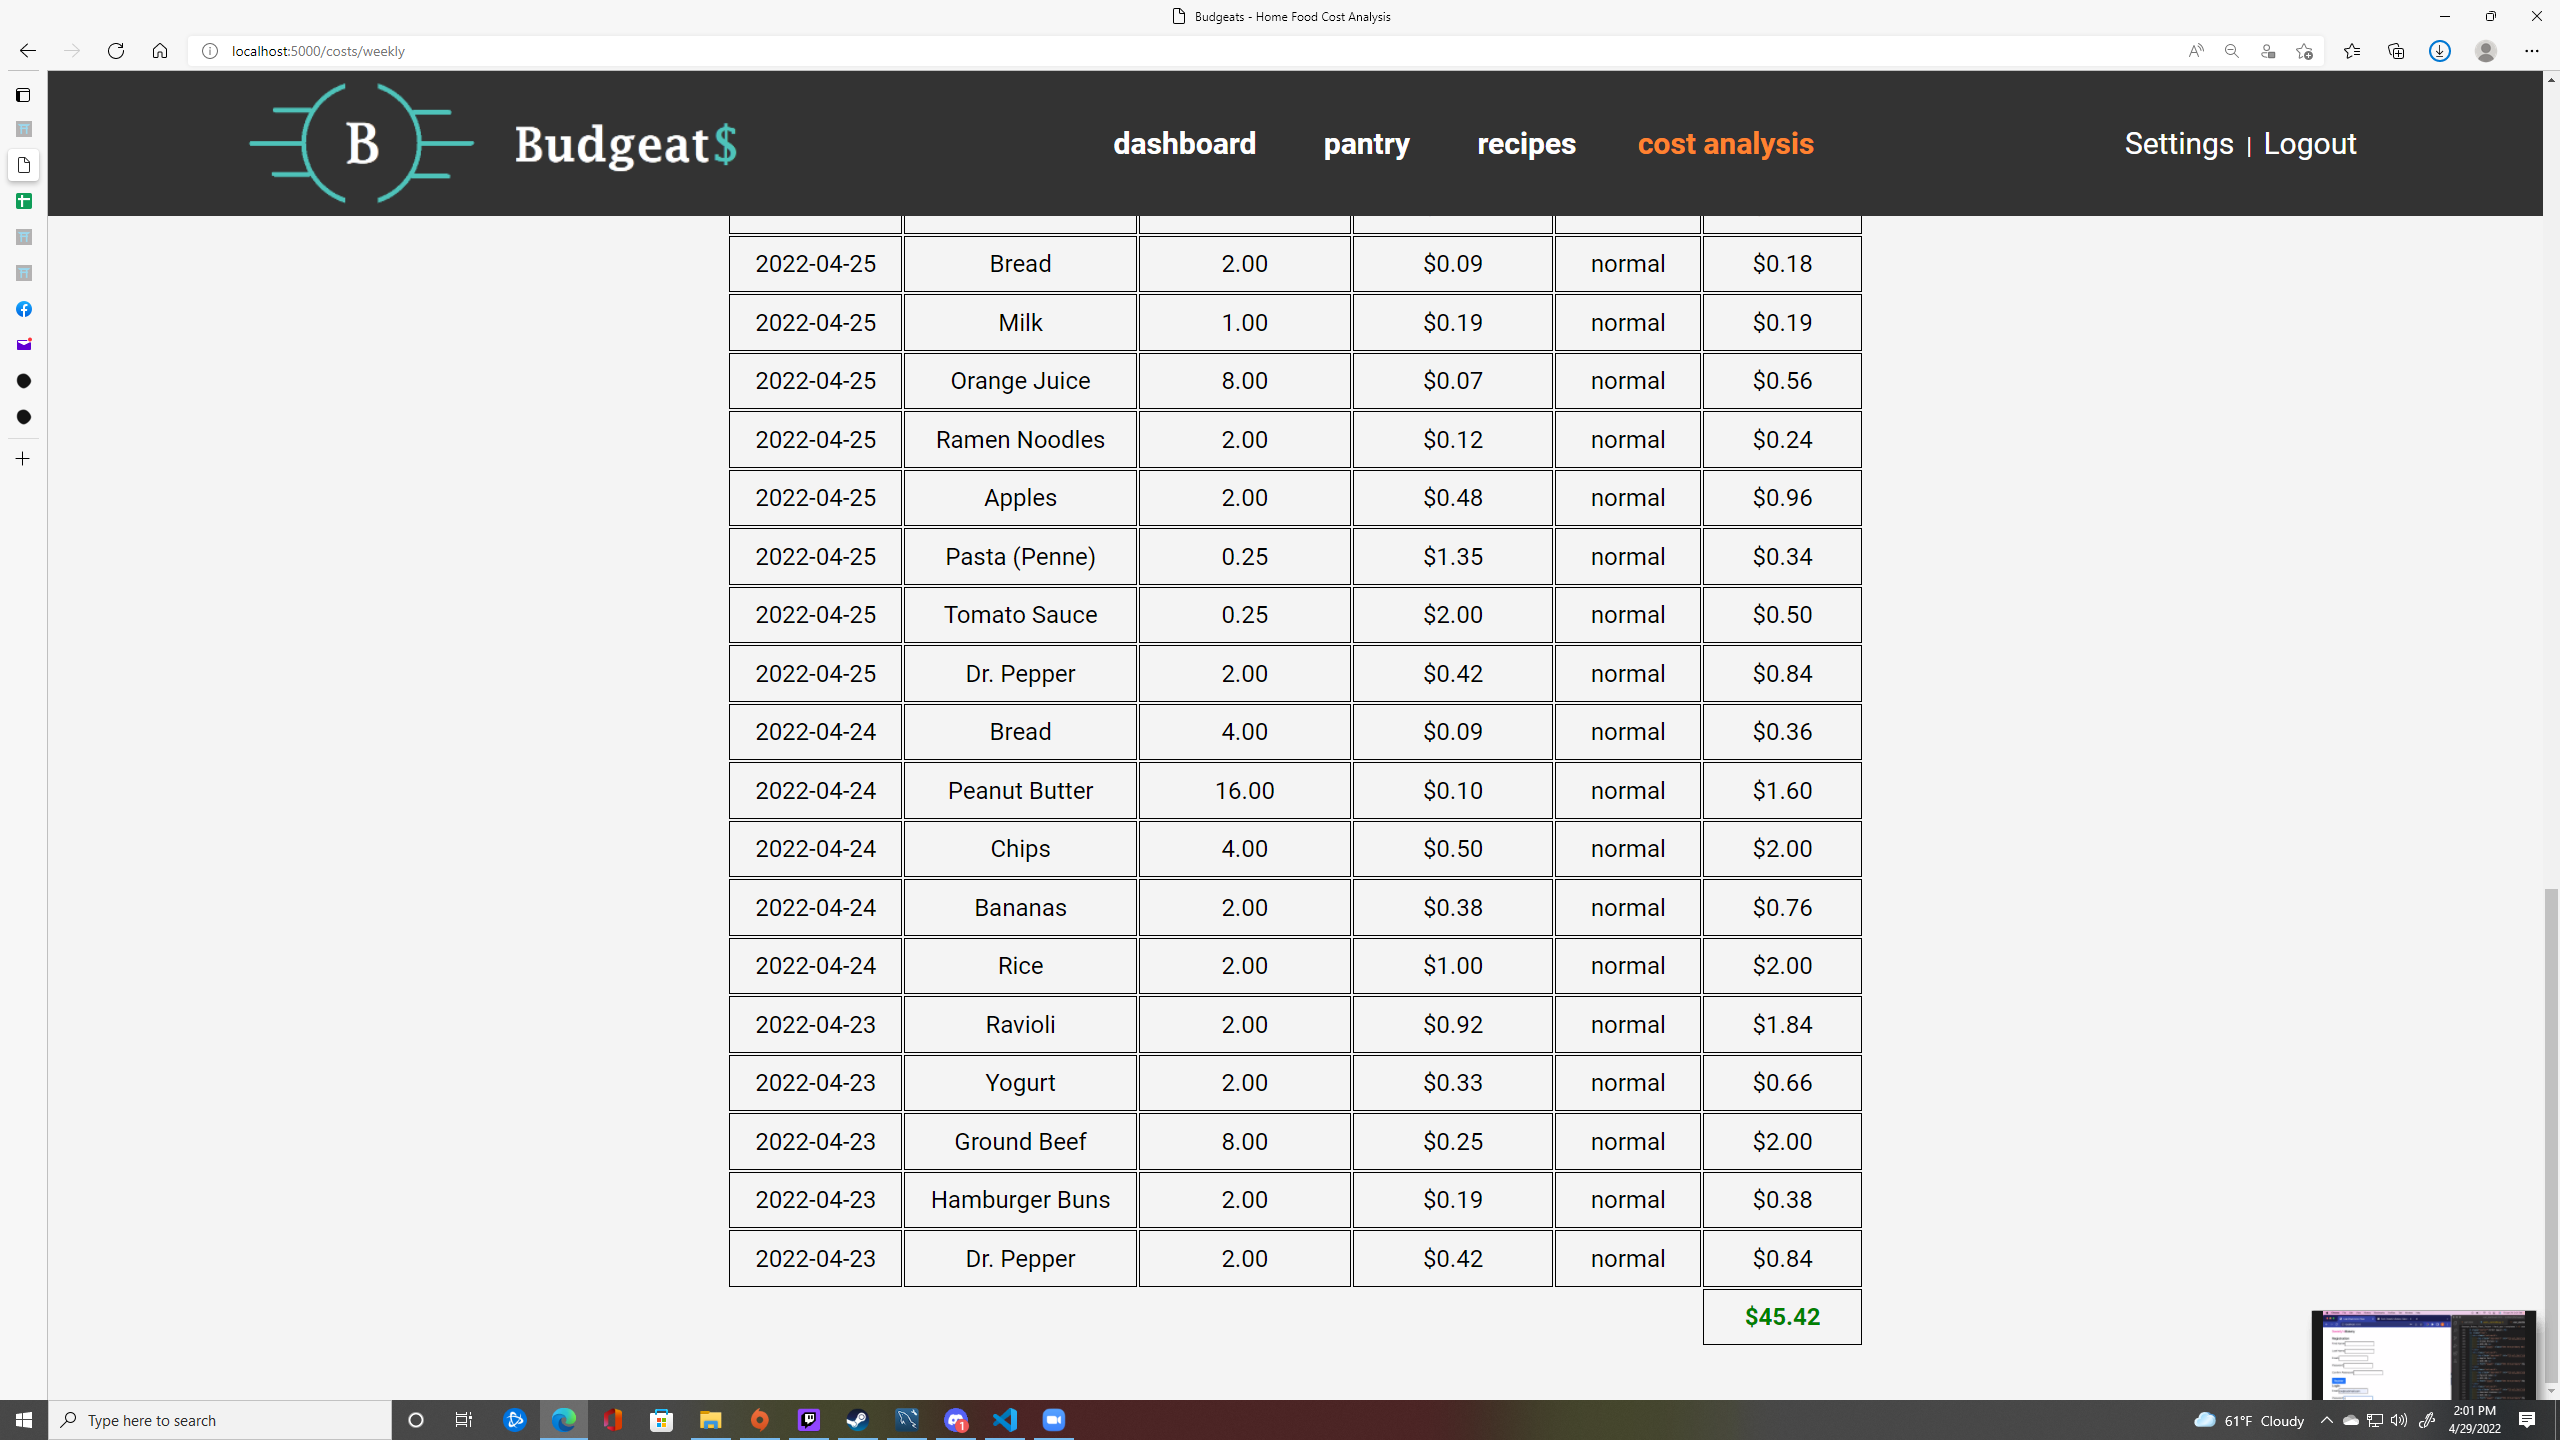 Budgeats - Home Food Cost Analysis
localhost:5000/costs/weekly
B Budgeat$ dashboard pantry recipes cost analysis Settings | Logout
2022-04-25 Bread 2.00 $0.09 normal $0.18
2022-04-25 Milk 1.00 $0.19 normal $0.19
2022-04-25 Orange Juice 8.00 $0.07 normal $0.56
2022-04-25 Ramen Noodles 2.00 $0.12 normal $0.24
2022-04-25 Apples 2.00 $0.48 normal $0.96
2022-04-25 Pasta (Penne) 0.25 $1.35 normal $0.34
2022-04-25 Tomato Sauce 0.25 $2.00 normal $0.50
2022-04-25 Dr. Pepper 2.00 $0.42 normal $0.84
2022-04-24 Bread 4.00 $0.09 normal $0.36
2022-04-24 Peanut Butter 16.00 $0.10 normal $1.60
2022-04-24 Chips 4.00 $0.50 normal $2.00
2022-04-24 Bananas 2.00 $0.38 normal $0.76
2022-04-24 Rice 2.00 $1.00 normal $2.00
2022-04-23 Ravioli 2.00 $0.92 normal $1.84
2022-04-23 Yogurt 2.00 $0.33 normal $0.66
2022-04-23 Ground Beef 8.00 $0.25 normal $2.00
2022-04-23 Hamburger Buns 2.00 $0.19 normal $0.38
2022-04-23 Dr. Pepper 2.00 $0.42 normal $0.84
$45.42
Type here to search 1 61°F Cloudy 2:01 PM
4/29/2022